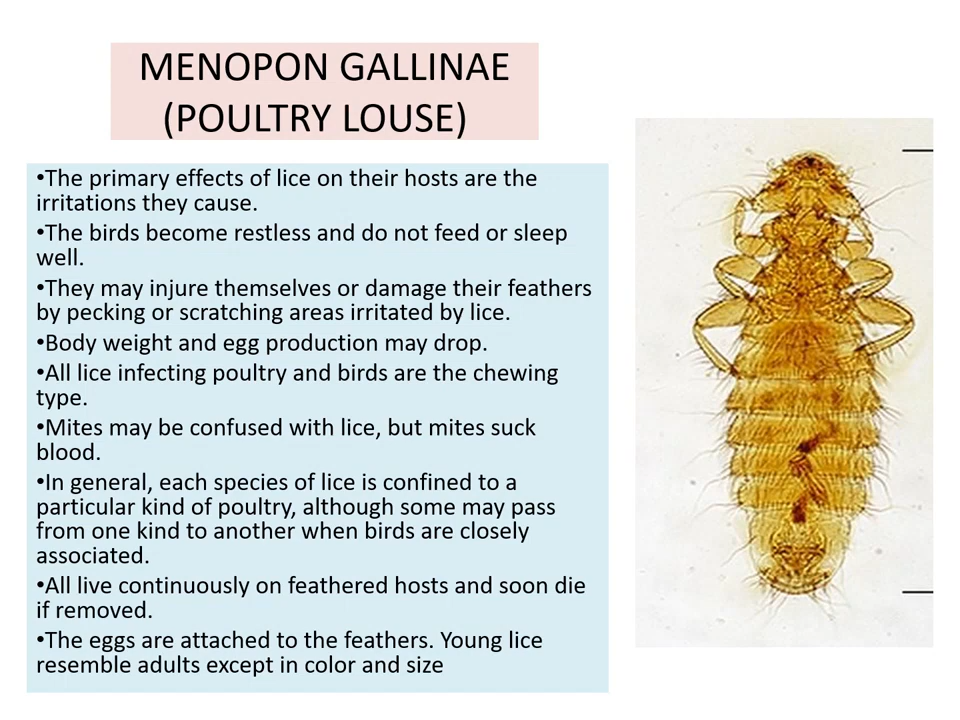 MENOPON GALLINAE
(POULTRY LOUSE)
•The primary effects of lice on their hosts are the
irritations they cause.
•The birds become restless and do not feed or sleep
well.
•They may injure themselves or damage their feathers
by pecking or scratching areas irritated by lice.
•Body weight and egg production may drop.
•All lice infecting poultry and birds are the chewing
type.
•Mites may be confused with lice, but mites suck
blood.
•In general, each species of lice is confined to a
particular kind of poultry, although some may pass
from one kind to another when birds are closely
associated.
•All live continuously on feathered hosts and soon die
if removed.
•The eggs are attached to the feathers. Young lice
resemble adults except in color and size